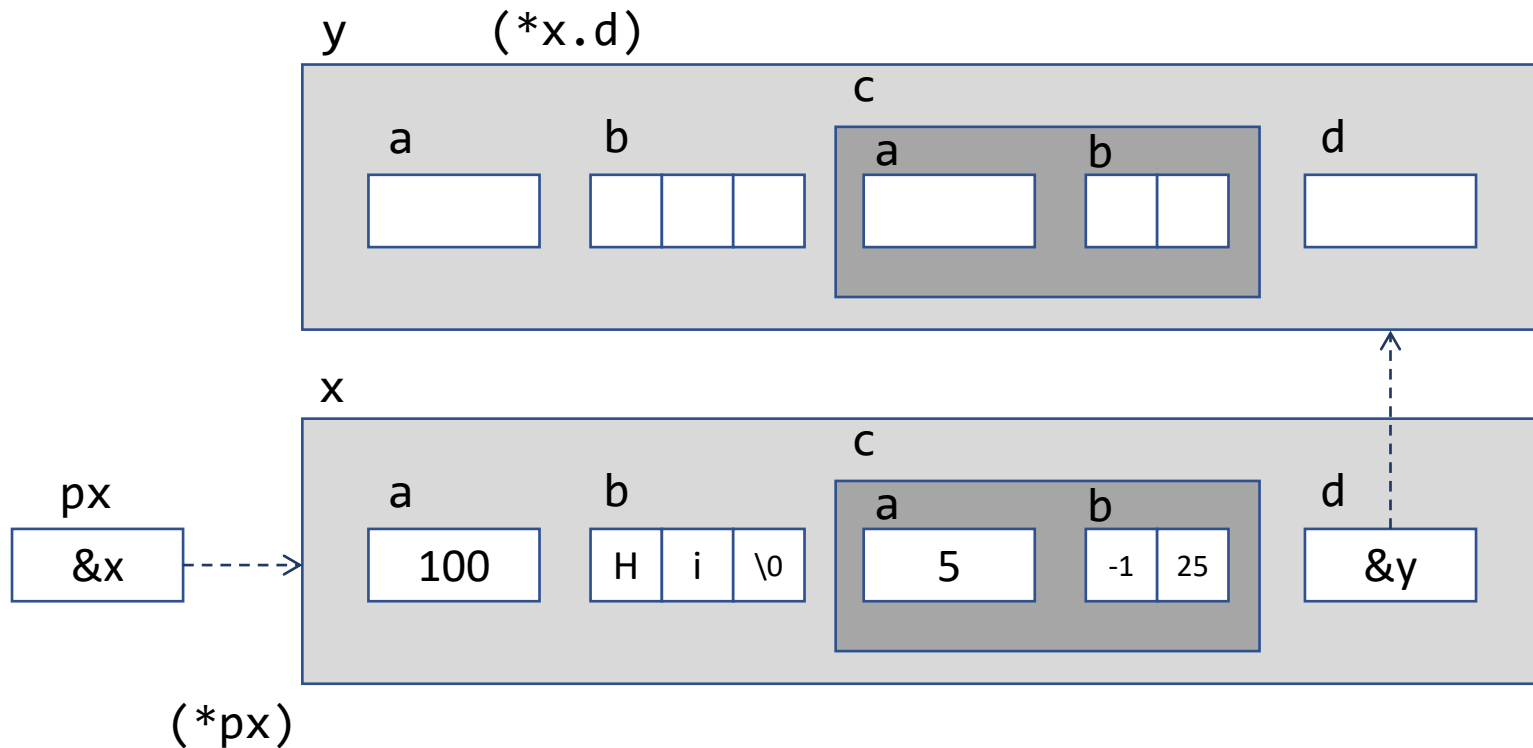 y (*x.d)
c
a b a b d
x
c
px a b a b d
&x 100 H i \0 5 -1 25 &y
(*px)